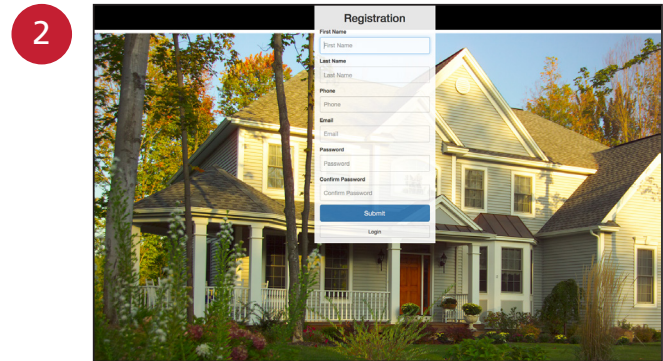 2
Registration
First Name
First Name
Last Name
Last Name
Phone
Phone
Email
Email
Password
Password
Confirm Password
Confirm Password
Submit
Login